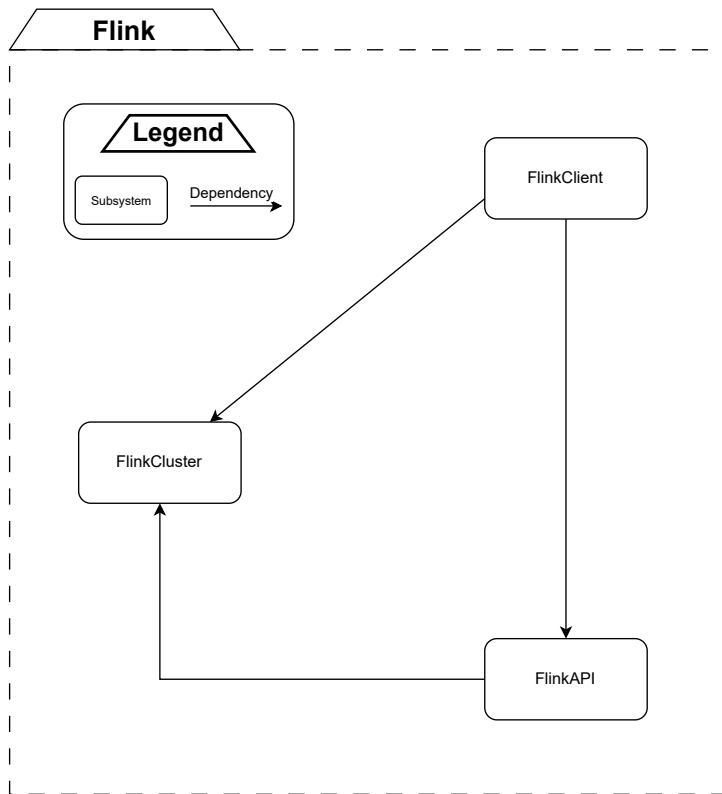 Flink
Legend
Subsystem
Dependency
FlinkClient
FlinkCluster
FlinkAPI